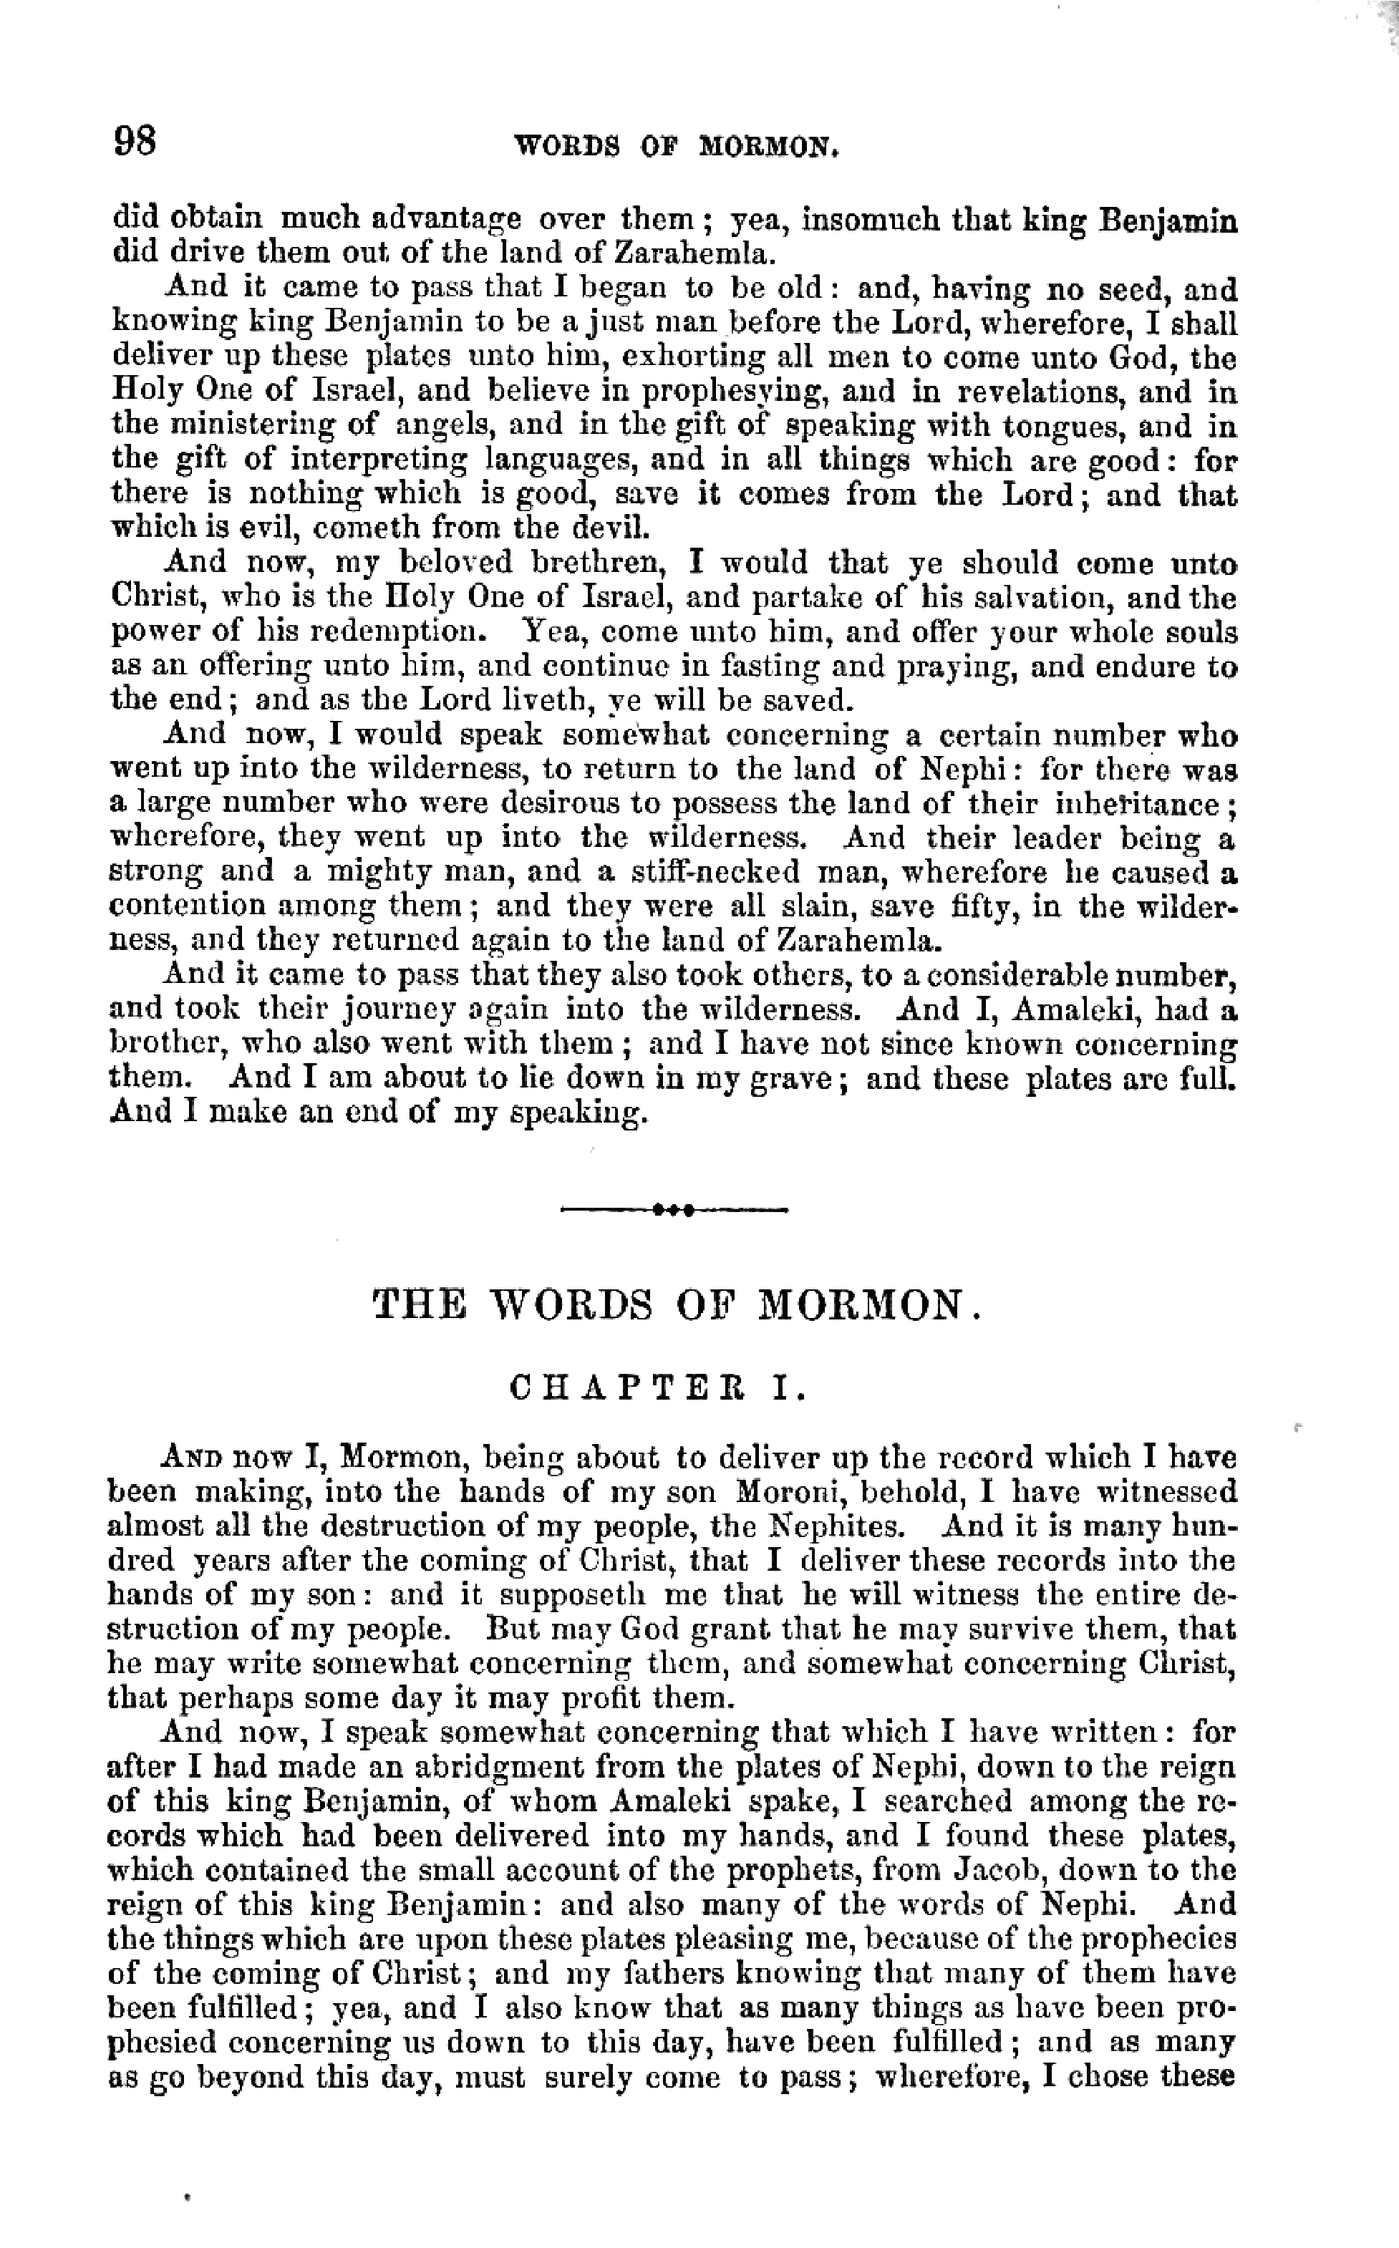 98 WORDS OF MORMON.
did obtain much advantage over them; yea, insomuch that king Benjamin
did drive them out of the land of Zarahemla.
And it came to pass that I began to be old: and, having no seed, and
knowing king Benjamin to be a just man before the Lord, wherefore, I shall
deliver up these plates unto him, exhorting all men to come unto God, the
Holy One of Israel, and believe in prophesying, and in revelations, and in
the ministering of angels, and in the gift of speaking with tongues, and in
the gift of interpreting languages, and in all things which are good: for
there is nothing which is good, save it comes from the Lord; and that
which is evil, cometh from the devil.
And now, my beloved brethren, I would that ye should come unto
Christ, who is the Holy One of Israel, and partake of his salvation, and the
power of his redemption. Yea, come unto him, and offer your whole souls
as an offering unto him, and continue in fasting and praying, and endure to
the end; and as the Lord liveth, ye will be saved.
And now, I would speak somewhat concerning a certain number who
went up into the wilderness, to return to the land of Nephi: for there was
a large number who were desirous to possess the land of their inheritance;
wherefore, they went up into the wilderness. And their leader being a
strong and a mighty man, and a stiff-necked man, wherefore he caused a
contention among them; and they were all slain, save fifty, in the wilder-
ness, and they returned again to the land of Zarahemla.
And it came to pass that they also took others, to a considerable number,
and took their journey again into the wilderness. And I, Amaleki, had a
brother, who also went with them; and I have not since known concerning
them. And I am about to lie down in my grave; and these plates are full.
And I make an end of my speaking.
THE WORDS OF MORMON.
CHAPTER I.
AND now I, Mormon, being about to deliver up the record which I have
been making, into the hands of my son Moroni, behold, I have witnessed
almost all the destruction of my people, the Nephites. And it is many hun-
dred years after the coming of Christ, that I deliver these records into the
hands of my son: and it supposeth me that he will witness the entire de-
struction of my people. But may God grant that he may survive them, that
he may write somewhat concerning them, and somewhat concerning Christ,
that perhaps some day it may profit them.
And now, I speak somewhat concerning that which I have written: for
after I had made an abridgment from the plates of Nephi, down to the reign
of this king Benjamin, of whom Amaleki spake, I searched among the re-
cords which had been delivered into my hands, and I found these plates,
which contained the small account of the prophets, from Jacob, down to the
reign of this king Benjamin: and also many of the words of Nephi. And
the things which are upon these plates pleasing me, because of the prophecies
of the coming of Christ; and my fathers knowing that many of them have
been fulfilled; yea, and I also know that as many things as have been pro-
phesied concerning us down to this day, have been fulfilled; and as many
as go beyond this day, must surely come to pass; wherefore, I chose these